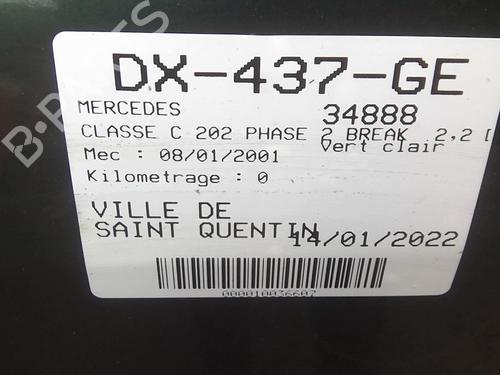 DX-437-GE
MERCEDES 34888
CLASSE C 202 PHASE 2 BREAK 2,2
Vert clair
Mec : 08/01/2001
Kilometrage : 0
VILLE DE
SAINT QUENTIN 14/01/2022
000010036607